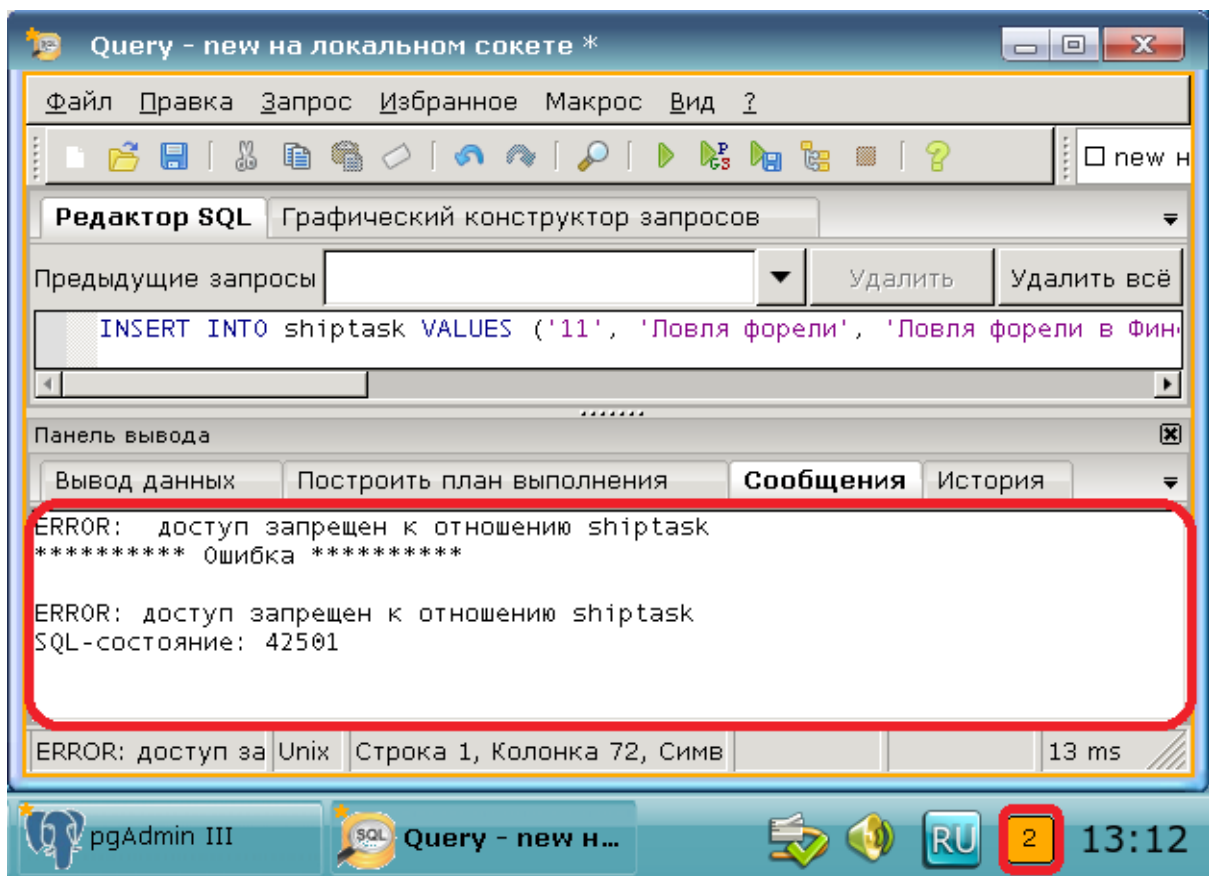 Query - new на локальном сокете *
Файл Правка Запрос Избранное Макрос Вид ?
new н
Редактор SQL Графический конструктор запросов
Предыдущие запросы Удалить Удалить всё
INSERT INTO shiptask VALUES ('11', 'Ловля форели', 'Ловля форели в Фин
Панель вывода
Вывод данных Построить план выполнения Сообщения История
ERROR: доступ запрещен к отношению shiptask
********** Ошибка **********
ERROR: доступ запрещен к отношению shiptask
SQL-состояние: 42501
ERROR: доступ за Unix Строка 1, Колонка 72, Симв 13 ms
pgAdmin III Query - new н... RU 2 13:12